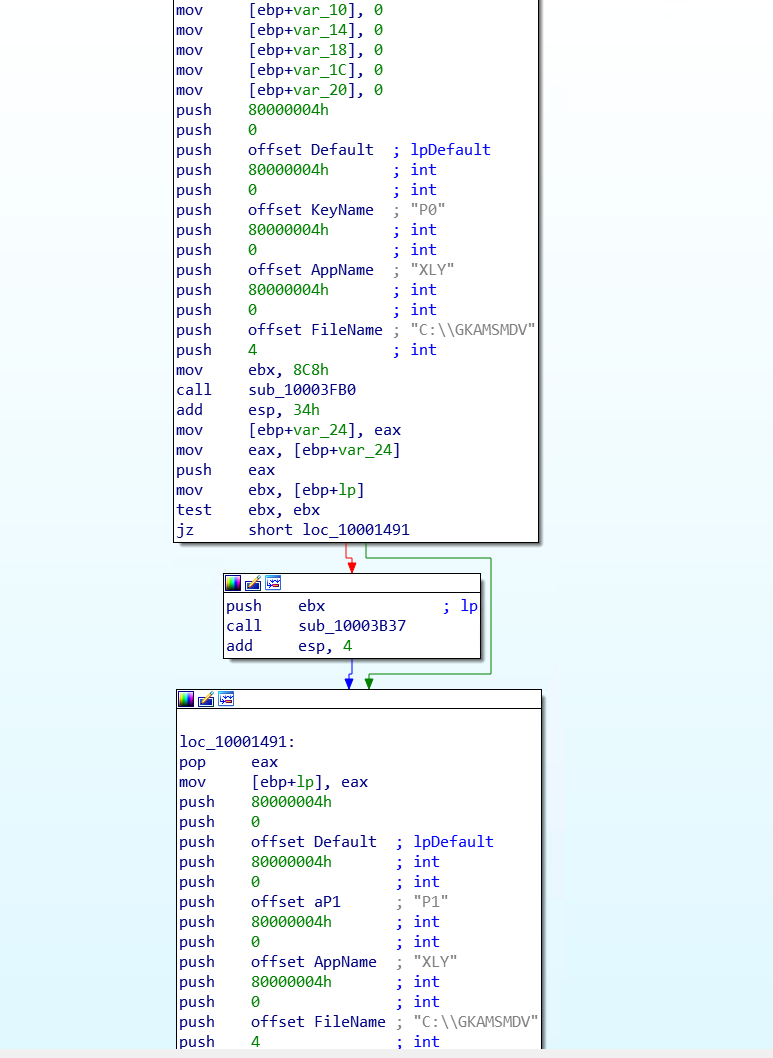 mov [ebp+var_10], 0
mov [ebp+var_14], 0
mov [ebp+var_18], 0
mov [ebp+var_1C], 0
mov [ebp+var_20], 0
push 80000004h
push 0
push offset Default ; lpDefault
push 80000004h ; int
push 0 ; int
push offset KeyName ; "P0"
push 80000004h ; int
push 0 ; int
push offset AppName ; "XLY"
push 80000004h ; int
push 0 ; int
push offset FileName ; "C:\\GKAMSMDV"
push 4 ; int
mov ebx, 8C8h
call sub_10003FB0
add esp, 34h
mov [ebp+var_24], eax
mov eax, [ebp+var_24]
push eax
mov ebx, [ebp+lp]
test ebx, ebx
jz short loc_10001491
push ebx ; lp
call sub_10003B37
add esp, 4
loc_10001491:
pop eax
mov [ebp+lp], eax
push 80000004h
push 0
push offset Default ; lpDefault
push 80000004h ; int
push 0 ; int
push offset aP1 ; "P1"
push 80000004h ; int
push 0 ; int
push offset AppName ; "XLY"
push 80000004h ; int
push 0 ; int
push offset FileName ; "C:\\GKAMSMDV"
push 4 ; int